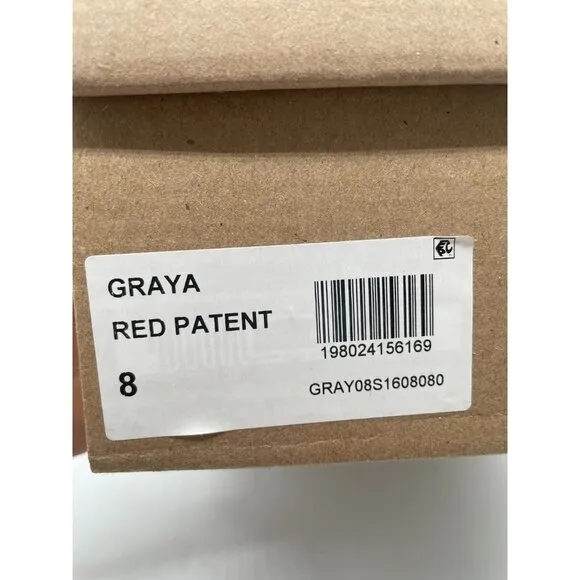 GRAYA
RED PATENT
8
198024156169
GRAY08S1608080